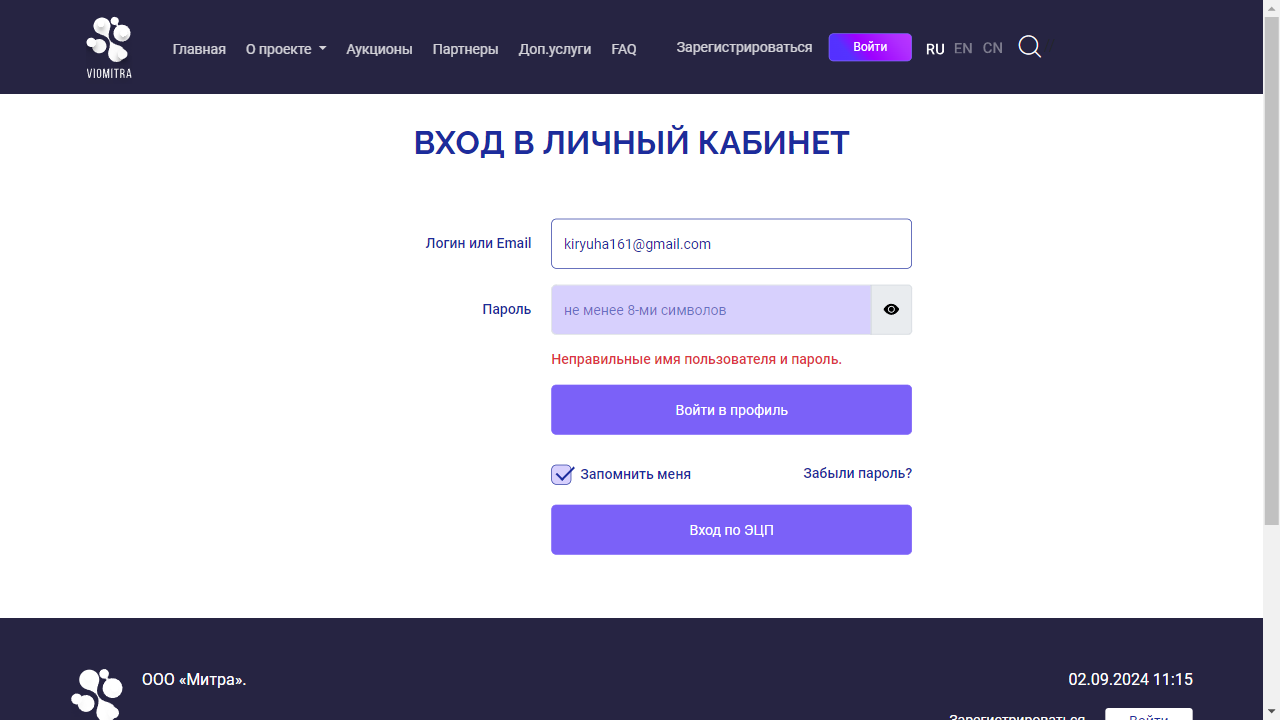 VIOMITRA
Главная О проекте Аукционы Партнеры Доп.услуги FAQ Зарегистрироваться Войти RU EN CN
ВХОД В ЛИЧНЫЙ КАБИНЕТ
Логин или Email kiryuha161@gmail.com
Пароль не менее 8-ми символов
Неправильные имя пользователя и пароль.
Войти в профиль
Запомнить меня Забыли пароль?
Вход по ЭЦП
ООО «Митра». 02.09.2024 11:15
Зарегистрироваться Войти